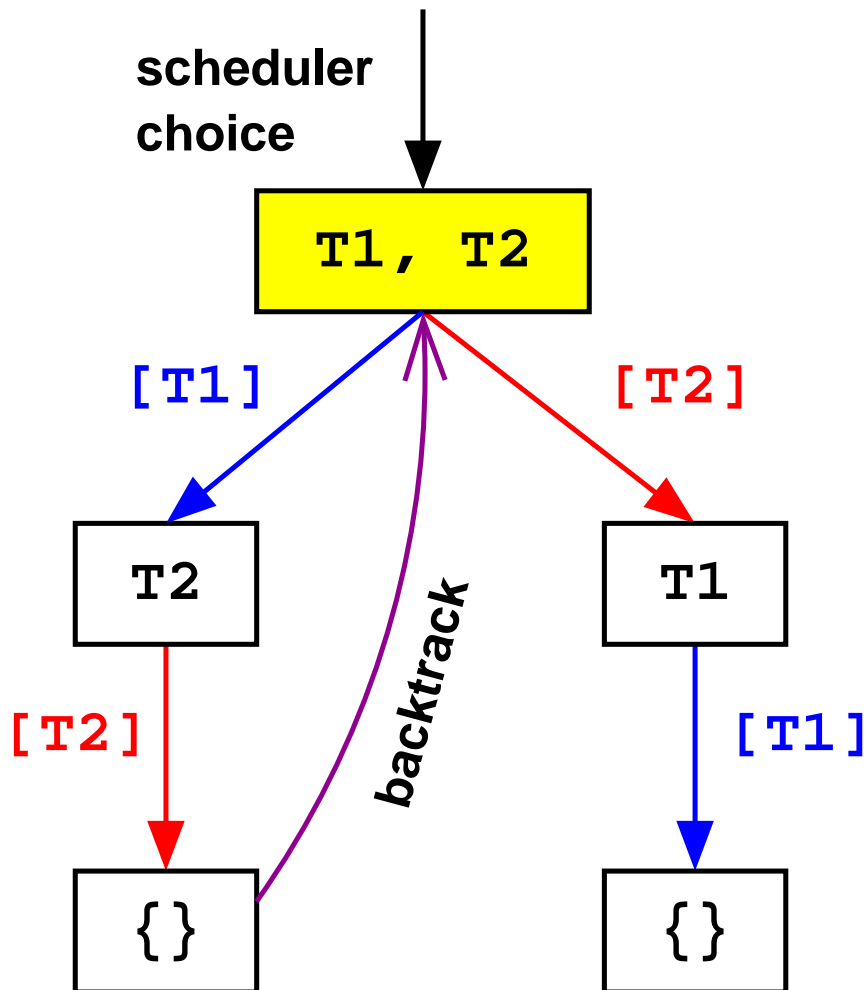 scheduler
choice
T1, T2
[T1]
[T2]
T2
T1
backtrack
[T2]
[T1]
{}
{}